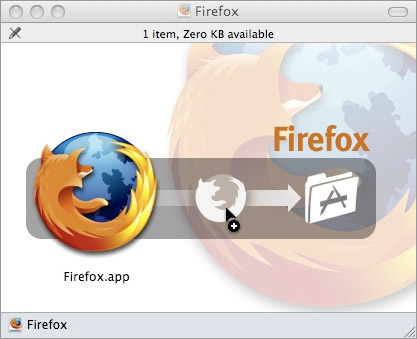 Firefox
1 item, Zero KB available
Firefox
Firefox.app
Firefox